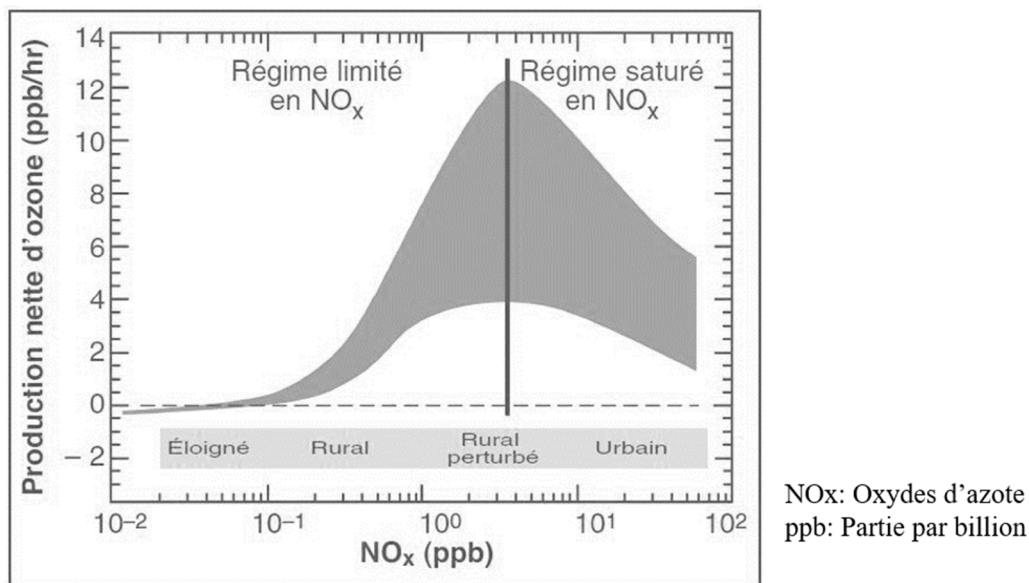 Production nette d'ozone (ppb/hr)
14
12
10
8
6
4
2
0
– 2
Régime limité
en NOx
Régime saturé
en NOx
Éloigné
Rural
Rural
perturbé
Urbain
10⁻²
10⁻¹
10⁰
10¹
10²
NOx (ppb)
NOx: Oxydes d'azote
ppb: Partie par billion